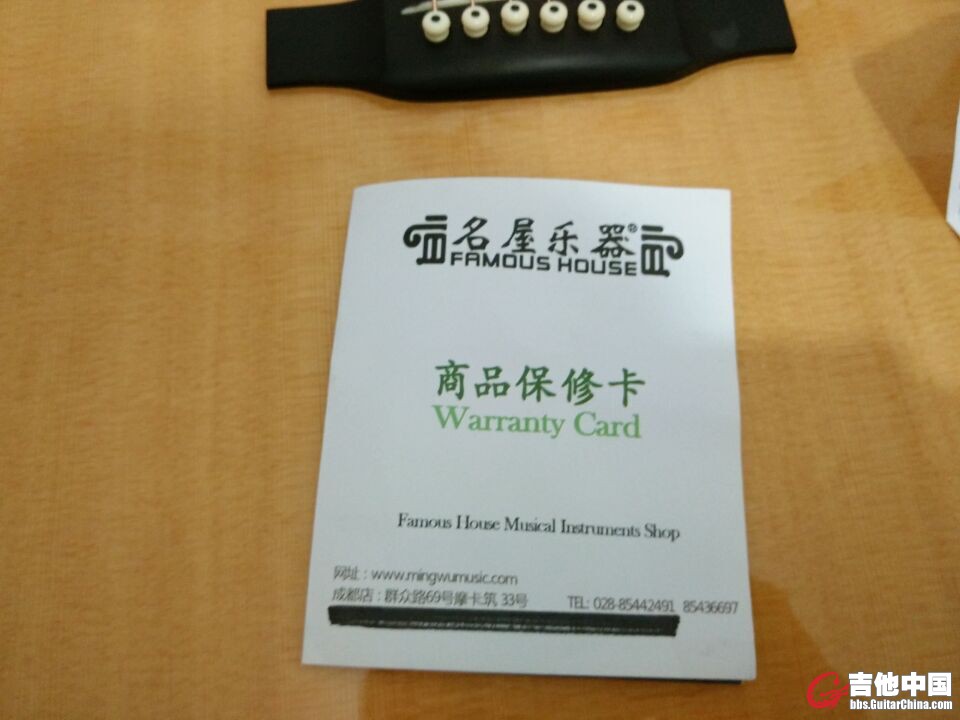 名屋乐器®
FAMOUS HOUSE
商品保修卡
Warranty Card
Famous House Musical Instruments Shop
网址：www.mingwumusic.com
成都店：群众路69号摩卡筑 33号 TEL: 028-85442491 85436697
吉他中国
bbs.GuitarChina.com